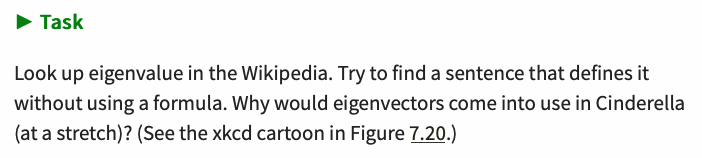 ► Task
Look up eigenvalue in the Wikipedia. Try to find a sentence that defines it
without using a formula. Why would eigenvectors come into use in Cinderella
(at a stretch)? (See the xkcd cartoon in Figure 7.20.)